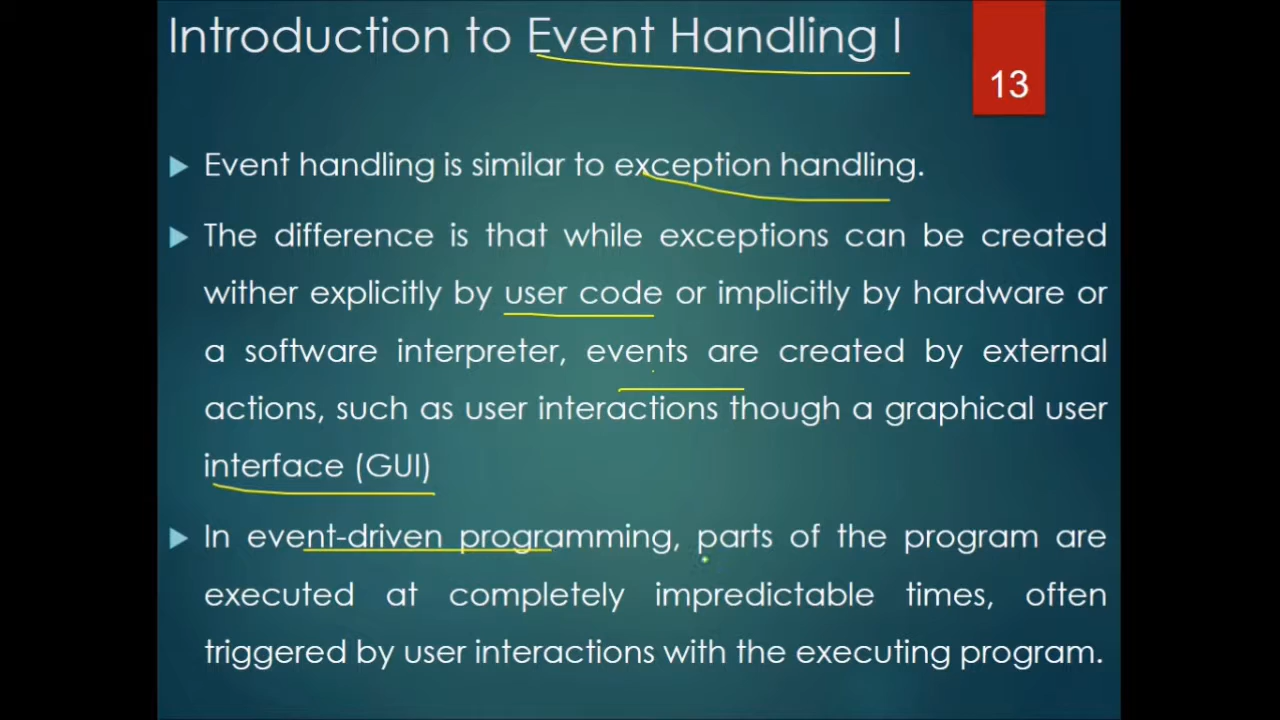 Introduction to Event Handling I
13
Event handling is similar to exception handling.
The difference is that while exceptions can be created
wither explicitly by user code or implicitly by hardware or
a software interpreter, events are created by external
actions, such as user interactions though a graphical user
interface (GUI)
In event-driven programming, parts of the program are
executed at completely impredictable times, often
triggered by user interactions with the executing program.